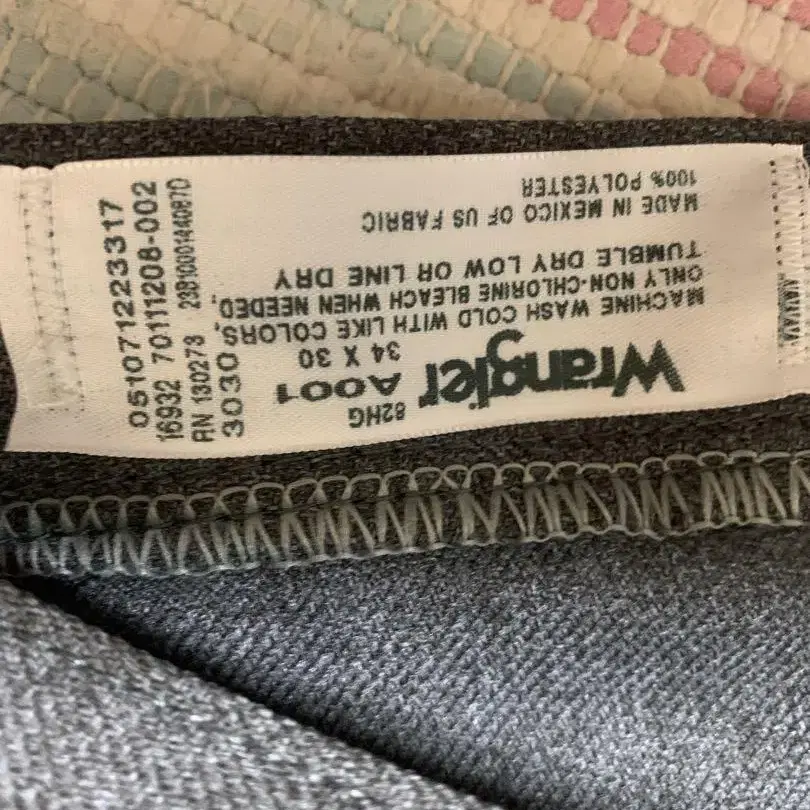 Wrangler A001
82HG
34 X 30
MACHINE WASH COLD WITH LIKE COLORS,
ONLY NON-CHLORINE BLEACH WHEN NEEDED,
TUMBLE DRY LOW OR LINE DRY
MADE IN MEXICO OF US FABRIC
100% POLYESTER
051071223317
16932 70111208-002
RN 130273 23B1000144087D
3030